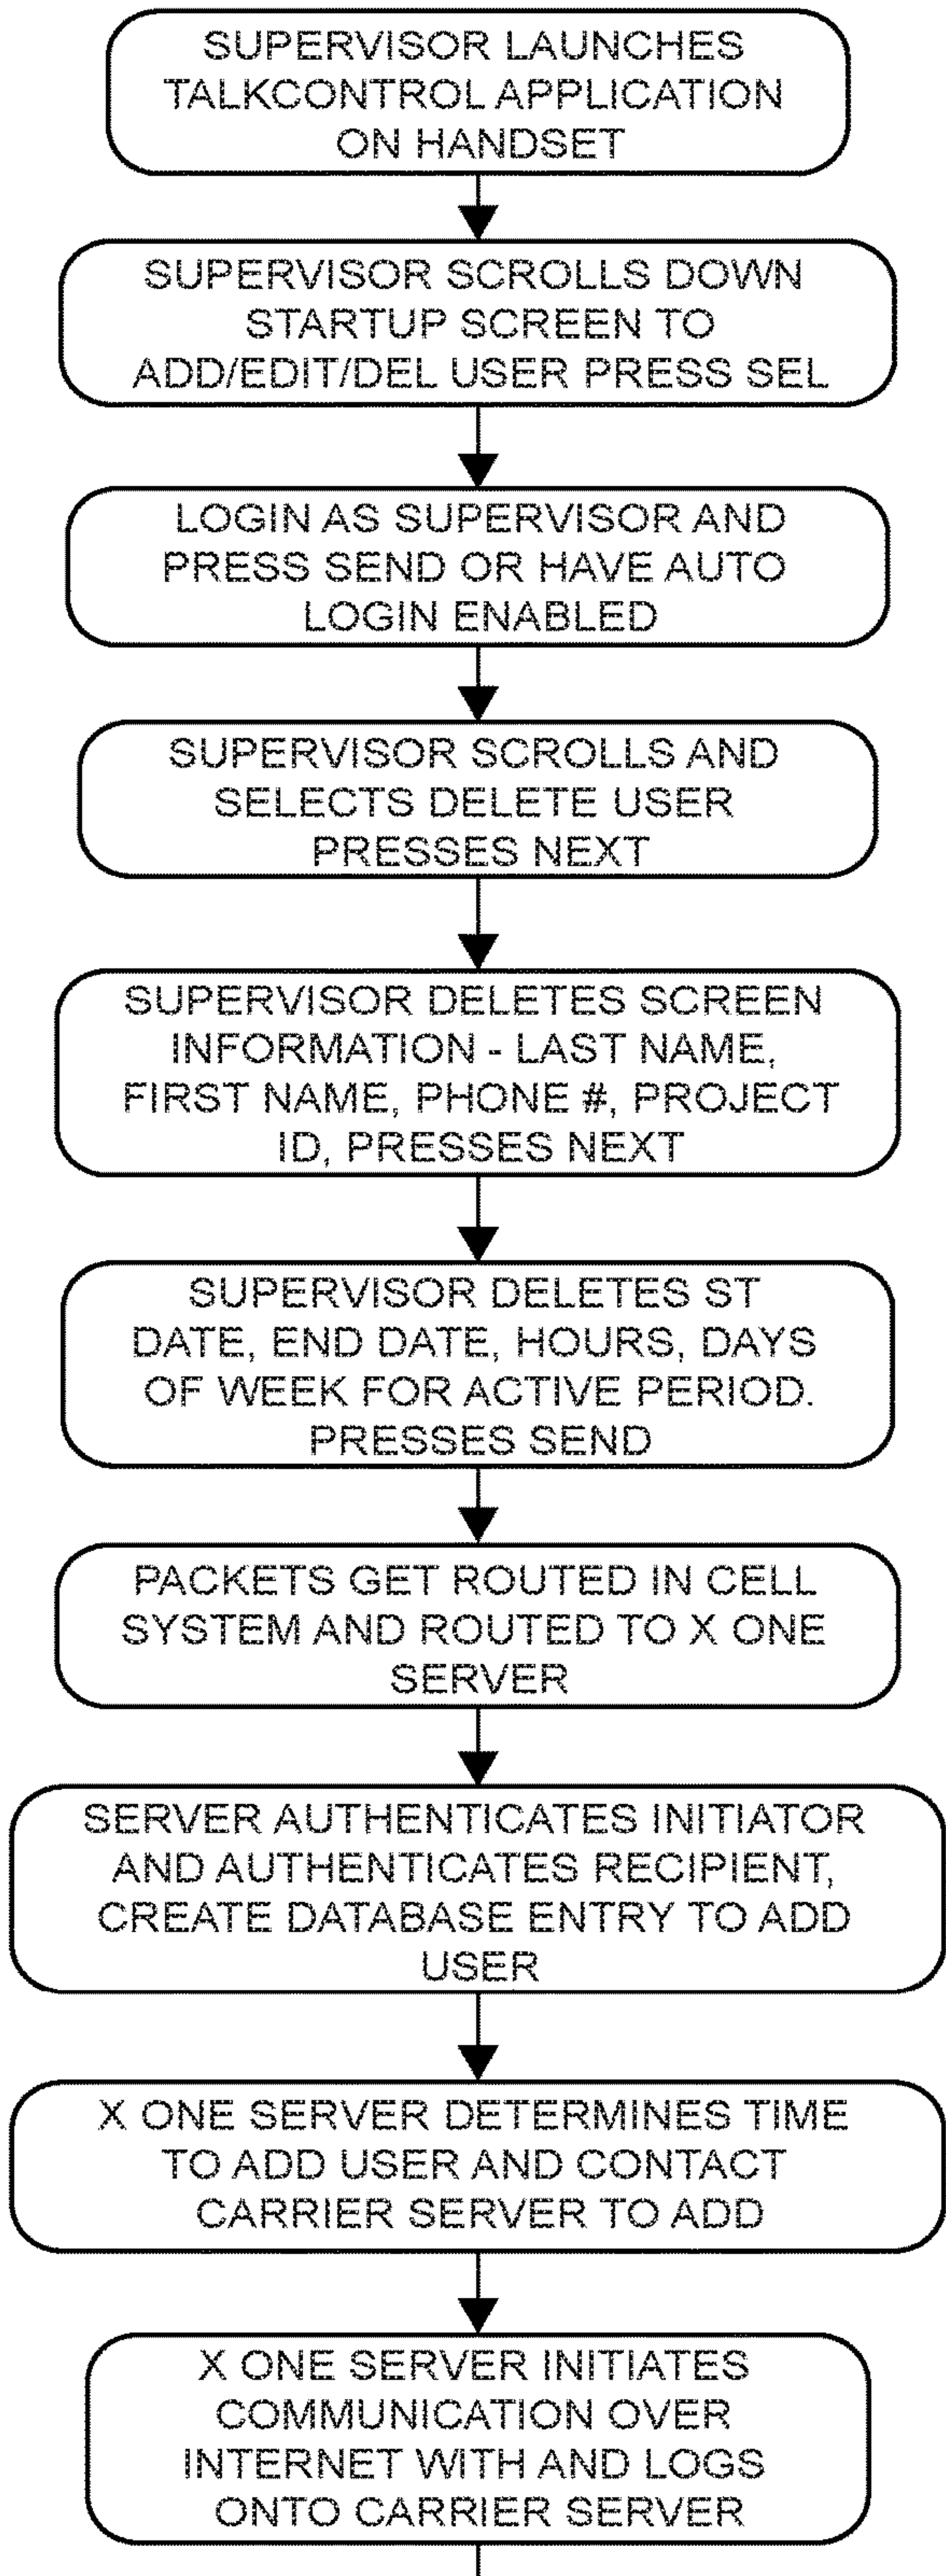 SUPERVISOR LAUNCHES
TALKCONTROL APPLICATION
ON HANDSET
SUPERVISOR SCROLLS DOWN
STARTUP SCREEN TO
ADD/EDIT/DEL USER PRESS SEL
LOGIN AS SUPERVISOR AND
PRESS SEND OR HAVE AUTO
LOGIN ENABLED
SUPERVISOR SCROLLS AND
SELECTS DELETE USER
PRESSES NEXT
SUPERVISOR DELETES SCREEN
INFORMATION - LAST NAME,
FIRST NAME, PHONE #, PROJECT
ID, PRESSES NEXT
SUPERVISOR DELETES ST
DATE, END DATE, HOURS, DAYS
OF WEEK FOR ACTIVE PERIOD.
PRESSES SEND
PACKETS GET ROUTED IN CELL
SYSTEM AND ROUTED TO X ONE
SERVER
SERVER AUTHENTICATES INITIATOR
AND AUTHENTICATES RECIPIENT,
CREATE DATABASE ENTRY TO ADD
USER
X ONE SERVER DETERMINES TIME
TO ADD USER AND CONTACT
CARRIER SERVER TO ADD
X ONE SERVER INITIATES
COMMUNICATION OVER
INTERNET WITH AND LOGS
ONTO CARRIER SERVER